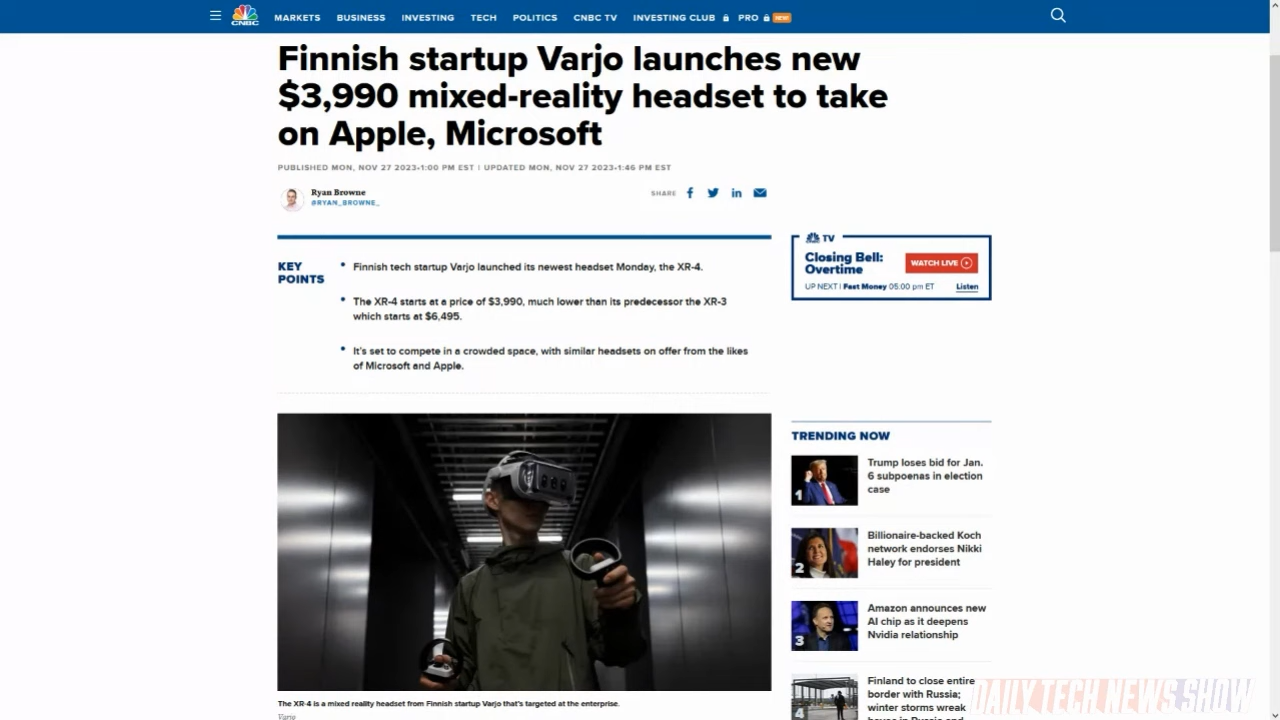 CNBC
MARKETS BUSINESS INVESTING TECH POLITICS CNBC TV INVESTING CLUB PRO NEW
Finnish startup Varjo launches new
$3,990 mixed-reality headset to take
on Apple, Microsoft
PUBLISHED MON, NOV 27 2023•1:00 PM EST | UPDATED MON, NOV 27 2023•1:46 PM EST
Ryan Browne
@RYAN_BROWNE_
SHARE
KEY
POINTS
Finnish tech startup Varjo launched its newest headset Monday, the XR-4.
The XR-4 starts at a price of $3,990, much lower than its predecessor the XR-3
which starts at $6,495.
It's set to compete in a crowded space, with similar headsets on offer from the likes
of Microsoft and Apple.
The XR-4 is a mixed reality headset from Finnish startup Varjo that's targeted at the enterprise.
Varjo
TV
Closing Bell:
Overtime
WATCH LIVE
UP NEXT | Fast Money 05:00 pm ET
Listen
TRENDING NOW
1
Trump loses bid for Jan.
6 subpoenas in election
case
2
Billionaire-backed Koch
network endorses Nikki
Haley for president
3
Amazon announces new
AI chip as it deepens
Nvidia relationship
4
Finland to close entire
border with Russia;
winter storms wreak
DAILY TECH NEWS SHOW